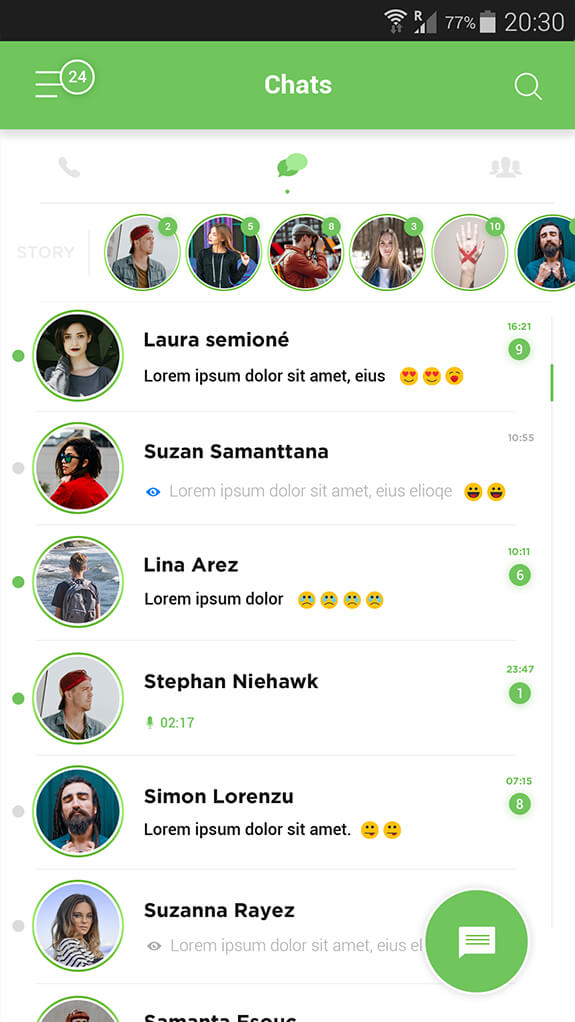 R 77% 20:30
24 Chats
STORY 2 5 8 3 10
Laura semioné 16:21
Lorem ipsum dolor sit amet, eius 9
Suzan Samanttana 10:55
Lorem ipsum dolor sit amet, eius elioqe
Lina Arez 10:11
Lorem ipsum dolor 6
Stephan Niehawk 23:47
02:17 1
Simon Lorenzu 07:15
Lorem ipsum dolor sit amet. 8
Suzanna Rayez
Lorem ipsum dolor sit amet, eius el
Samanta